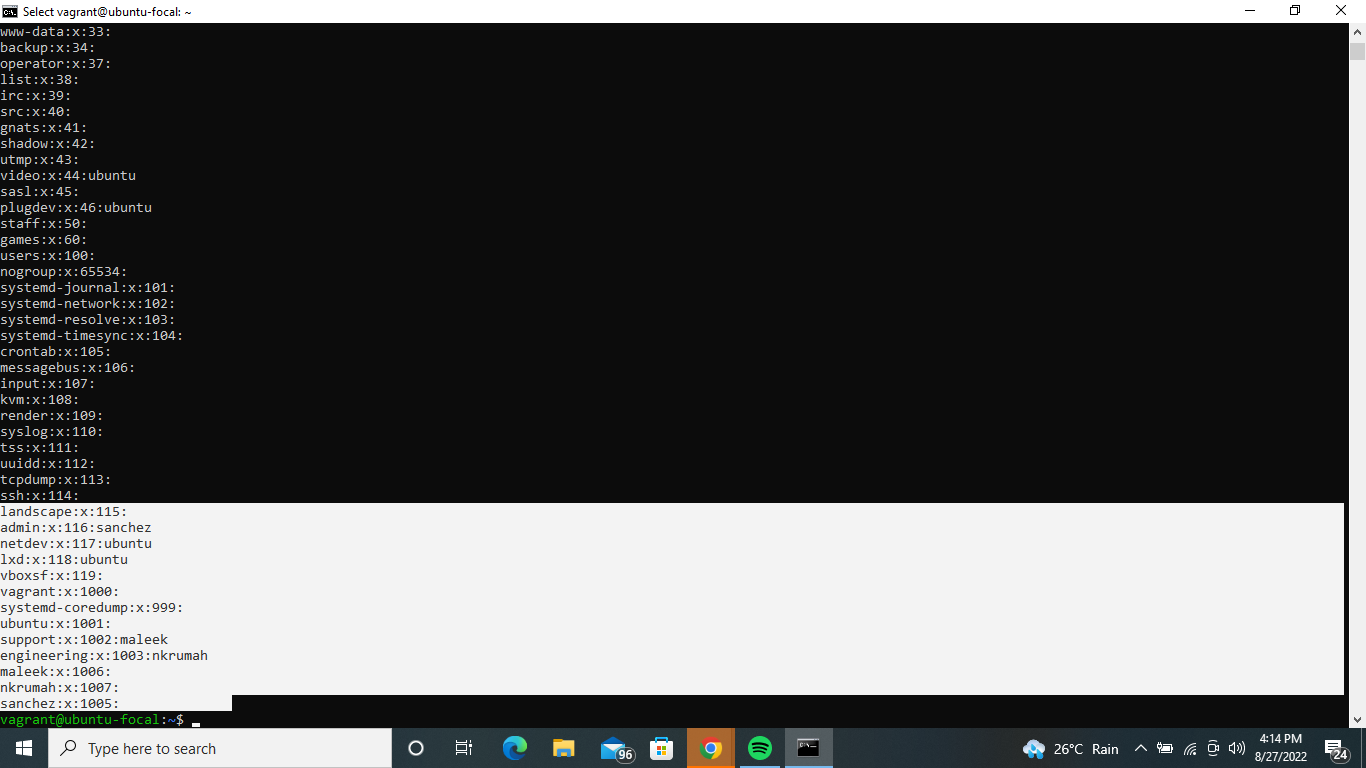 Select vagrant@ubuntu-focal: ~
www-data:x:33:
backup:x:34:
operator:x:37:
list:x:38:
irc:x:39:
src:x:40:
gnats:x:41:
shadow:x:42:
utmp:x:43:
video:x:44:ubuntu
sasl:x:45:
plugdev:x:46:ubuntu
staff:x:50:
games:x:60:
users:x:100:
nogroup:x:65534:
systemd-journal:x:101:
systemd-network:x:102:
systemd-resolve:x:103:
systemd-timesync:x:104:
crontab:x:105:
messagebus:x:106:
input:x:107:
kvm:x:108:
render:x:109:
syslog:x:110:
tss:x:111:
uuidd:x:112:
tcpdump:x:113:
ssh:x:114:
landscape:x:115:
admin:x:116:sanchez
netdev:x:117:ubuntu
lxd:x:118:ubuntu
vboxsf:x:119:
vagrant:x:1000:
systemd-coredump:x:999:
ubuntu:x:1001:
support:x:1002:maleek
engineering:x:1003:nkrumah
maleek:x:1006:
nkrumah:x:1007:
sanchez:x:1005:
vagrant@ubuntu-focal:~$
Type here to search
96
26°C Rain
4:14 PM
8/27/2022
24